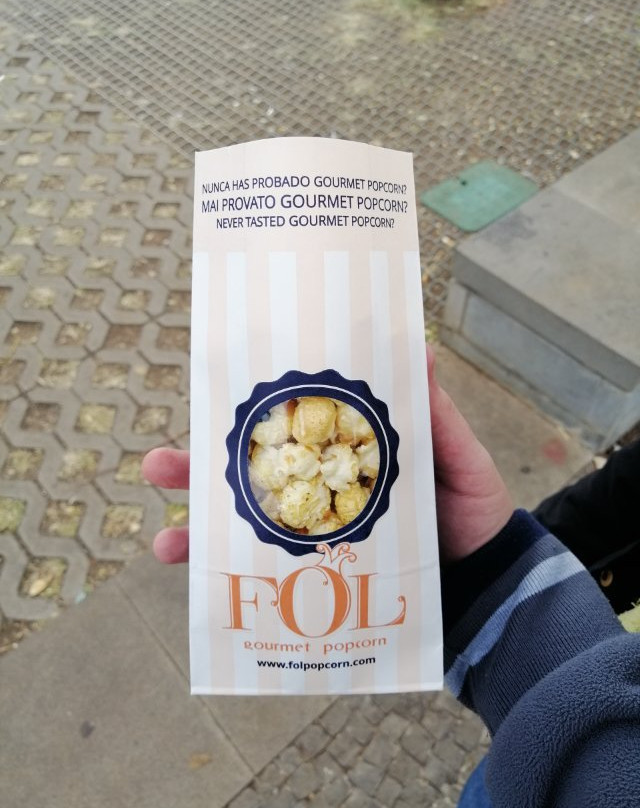 NUNCA HAS PROBADO GOURMET POPCORN?
MAI PROVATO GOURMET POPCORN?
NEVER TASTED GOURMET POPCORN?
FOL
gourmet popcorn
www.folpopcorn.com